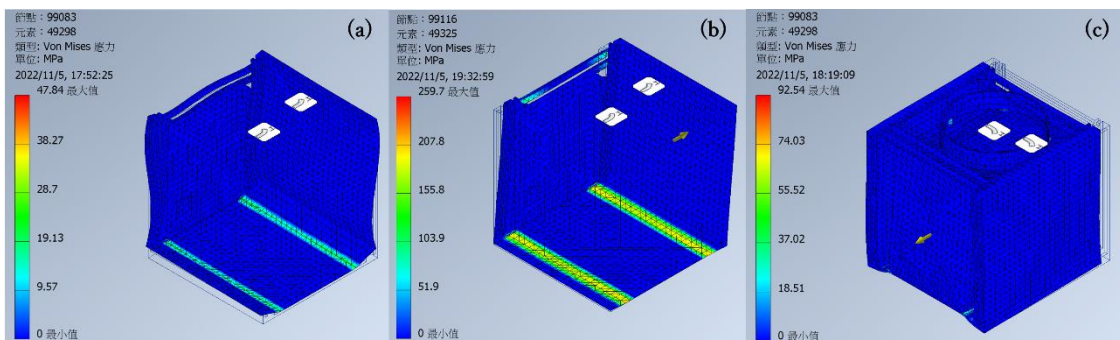 節點：99083
元素：49298
類型: Von Mises 應力
單位: MPa
2022/11/5, 17:52:25
47.84 最大值
38.27
28.7
19.13
9.57
0 最小值
(a)
節點：99116
元素：49325
類型: Von Mises 應力
單位: MPa
2022/11/5, 19:32:59
259.7 最大值
207.8
155.8
103.9
51.9
0 最小值
(b)
節點：99083
元素：49298
類型: Von Mises 應力
單位: MPa
2022/11/5, 18:19:09
92.54 最大值
74.03
55.52
37.02
18.51
0 最小值
(c)